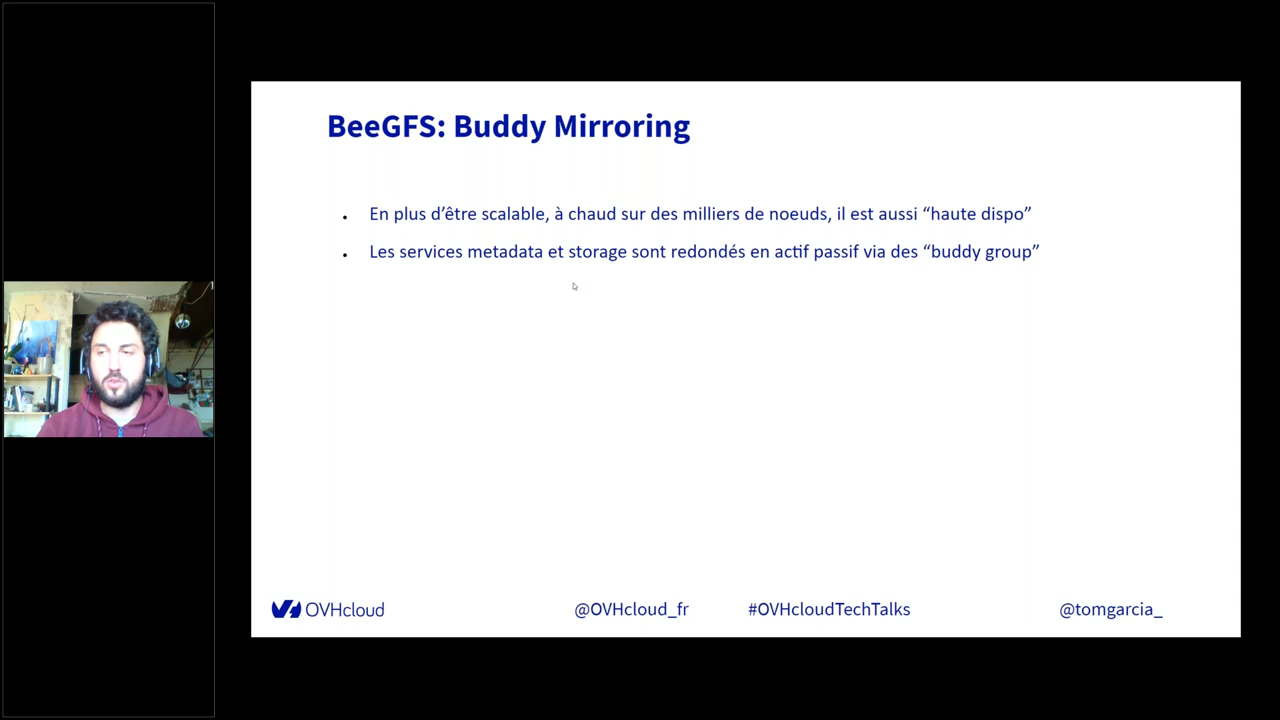 BeeGFS: Buddy Mirroring
• En plus d’être scalable, à chaud sur des milliers de noeuds, il est aussi “haute dispo”
• Les services metadata et storage sont redondés en actif passif via des “buddy group”
OVHcloud @OVHcloud_fr #OVHcloudTechTalks @tomgarcia_